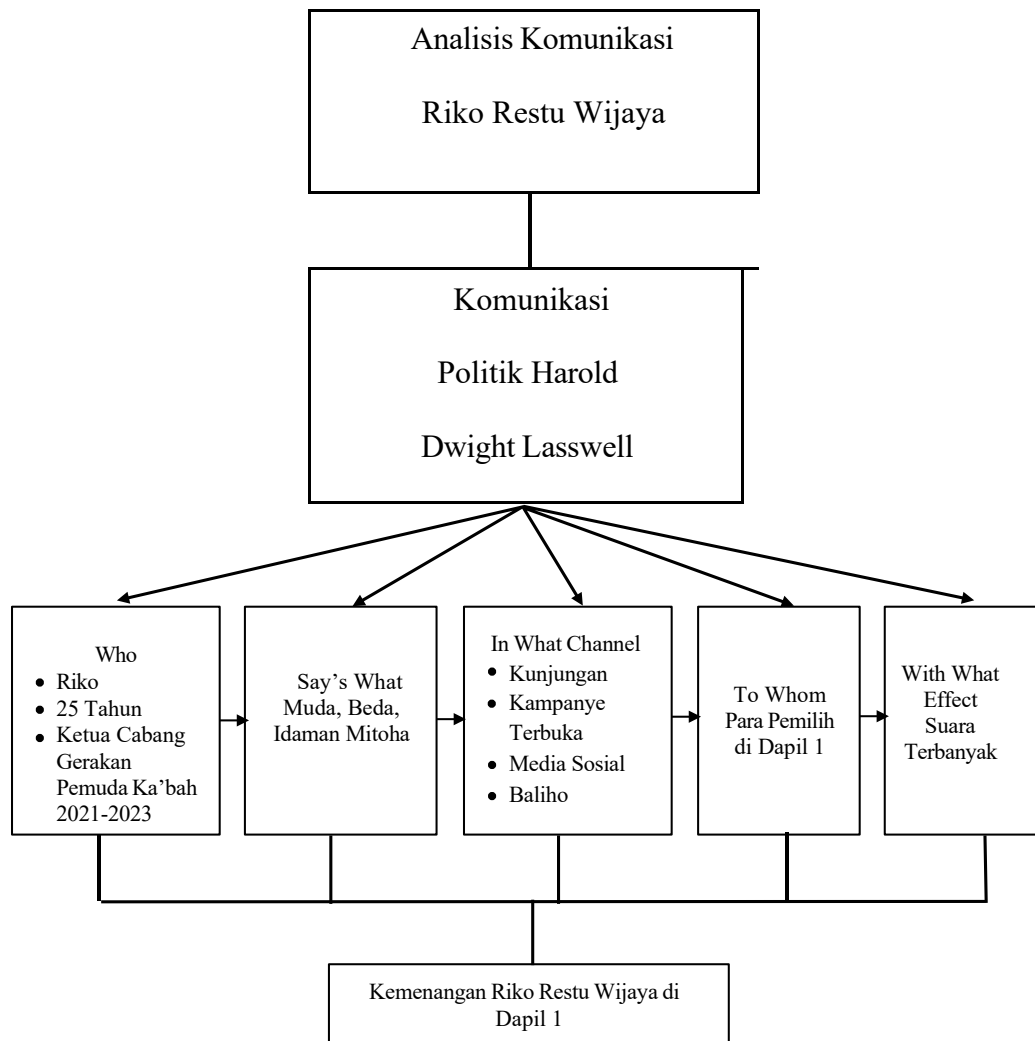 Analisis Komunikasi
Riko Restu Wijaya
Komunikasi
Politik Harold
Dwight Lasswell
Who
• Riko
• 25 Tahun
• Ketua Cabang
Gerakan
Pemuda Ka’bah
2021-2023
Say’s What
Muda, Beda,
Idaman Mitoha
In What Channel
• Kunjungan
• Kampanye
Terbuka
• Media Sosial
• Baliho
To Whom
Para Pemilih
di Dapil 1
With What
Effect
Suara
Terbanyak
Kemenangan Riko Restu Wijaya di
Dapil 1